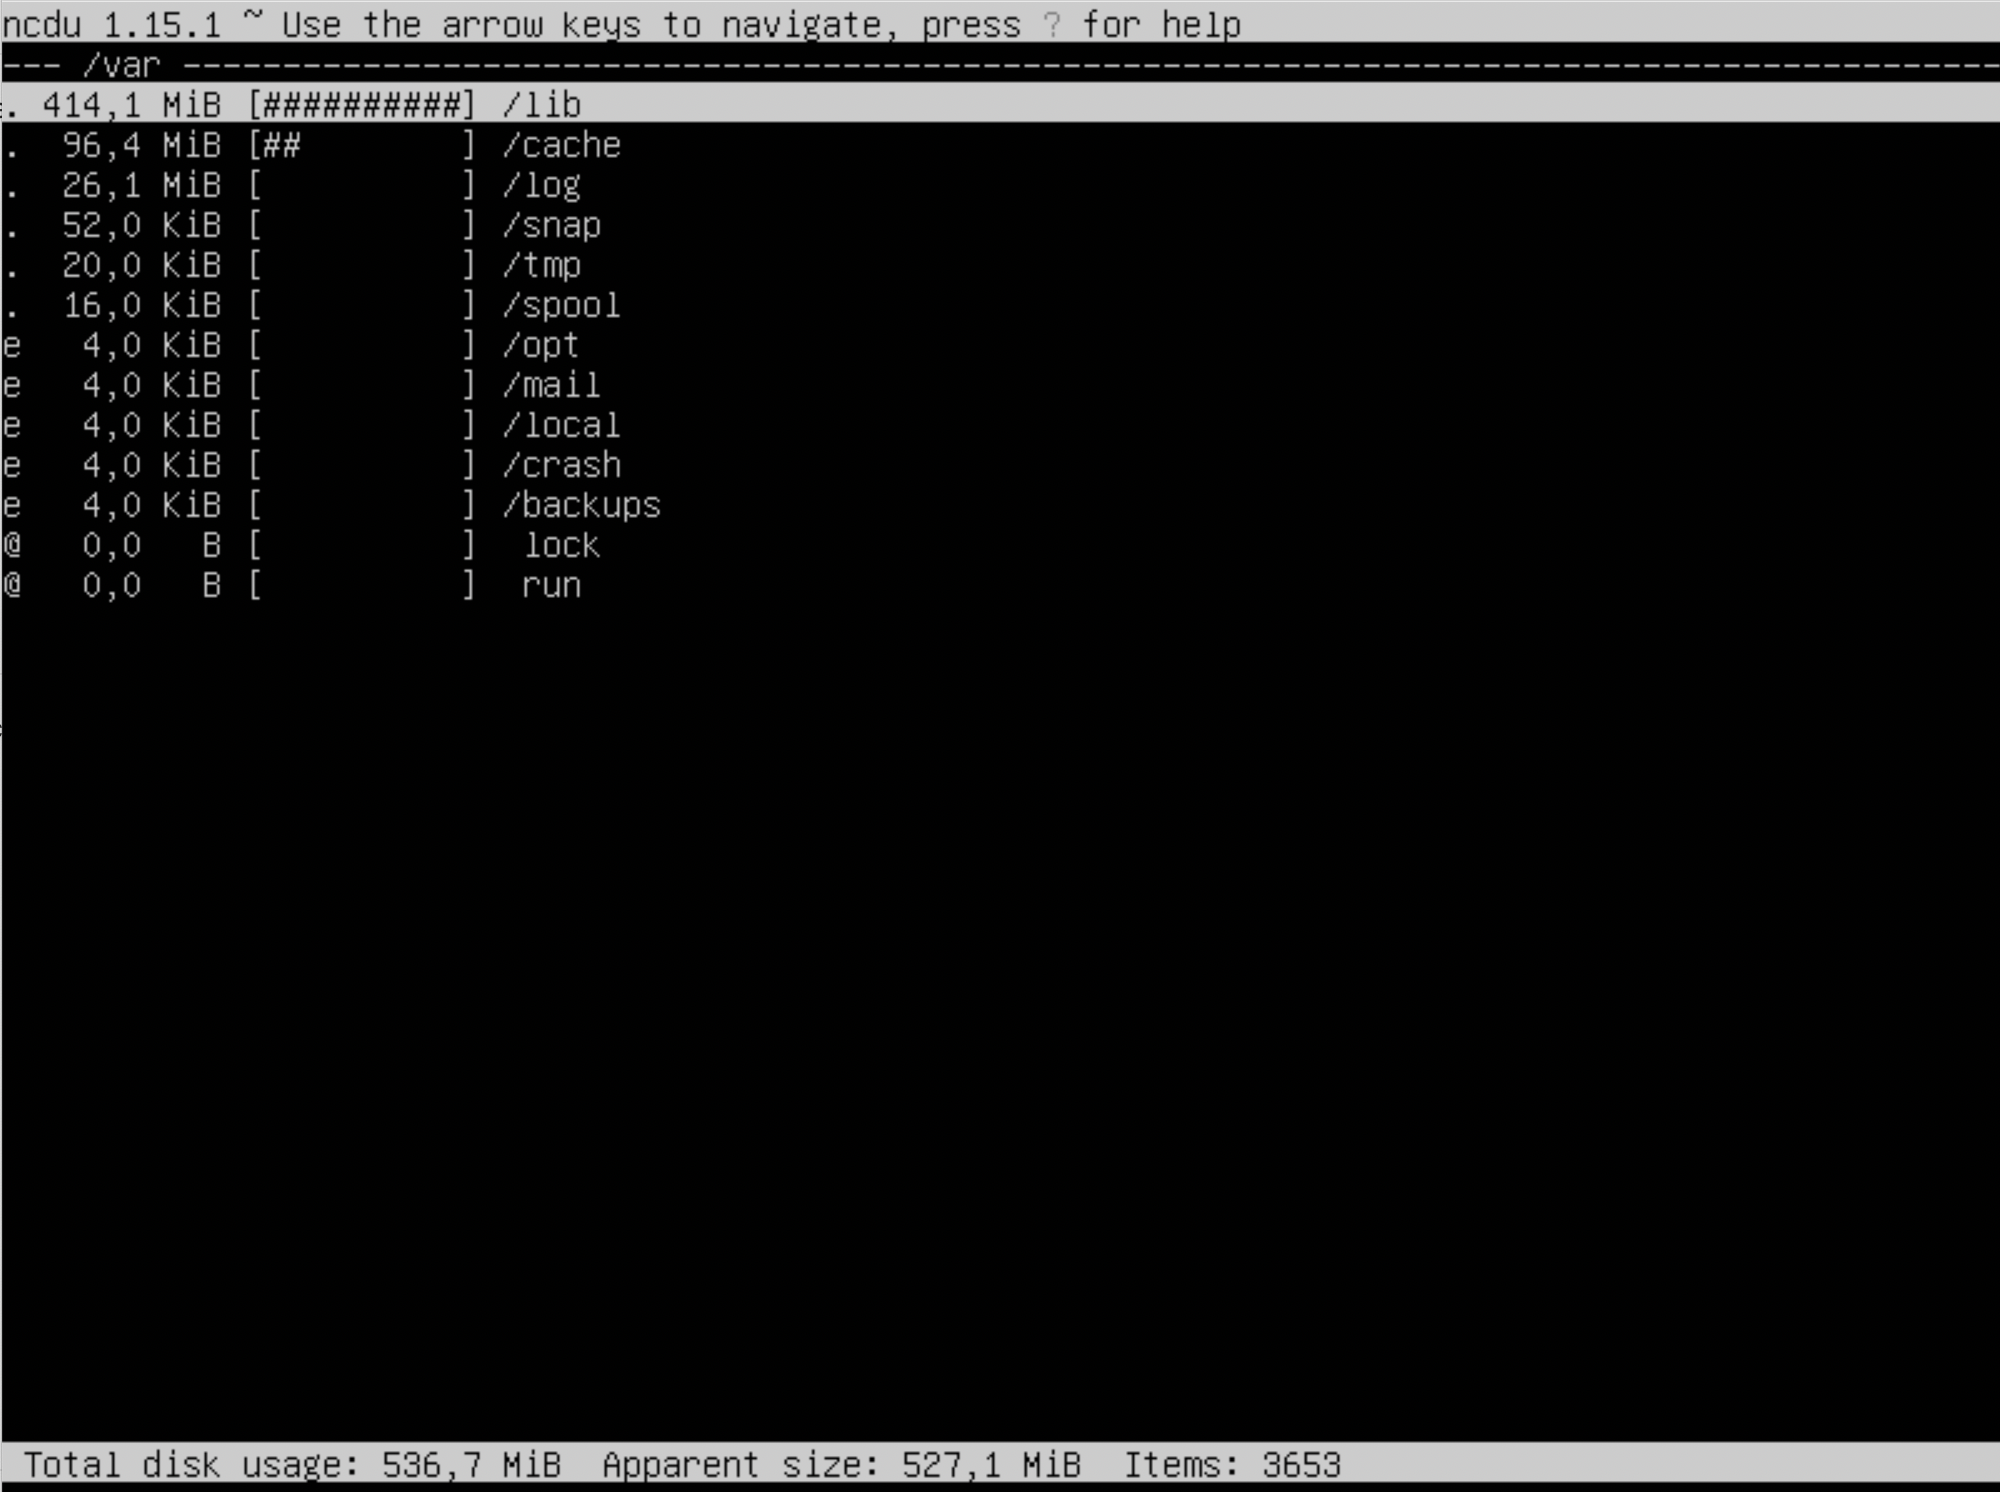 ncdu 1.15.1 ~ Use the arrow keys to navigate, press ? for help
--- /var -------------------------------------------------------------------------------------------
. 414,1 MiB [##########] /lib
.  96,4 MiB [##        ] /cache
.  26,1 MiB [          ] /log
.  52,0 KiB [          ] /snap
.  20,0 KiB [          ] /tmp
.  16,0 KiB [          ] /spool
e   4,0 KiB [          ] /opt
e   4,0 KiB [          ] /mail
e   4,0 KiB [          ] /local
e   4,0 KiB [          ] /crash
e   4,0 KiB [          ] /backups
@   0,0   B [          ]  lock
@   0,0   B [          ]  run
Total disk usage: 536,7 MiB  Apparent size: 527,1 MiB  Items: 3653